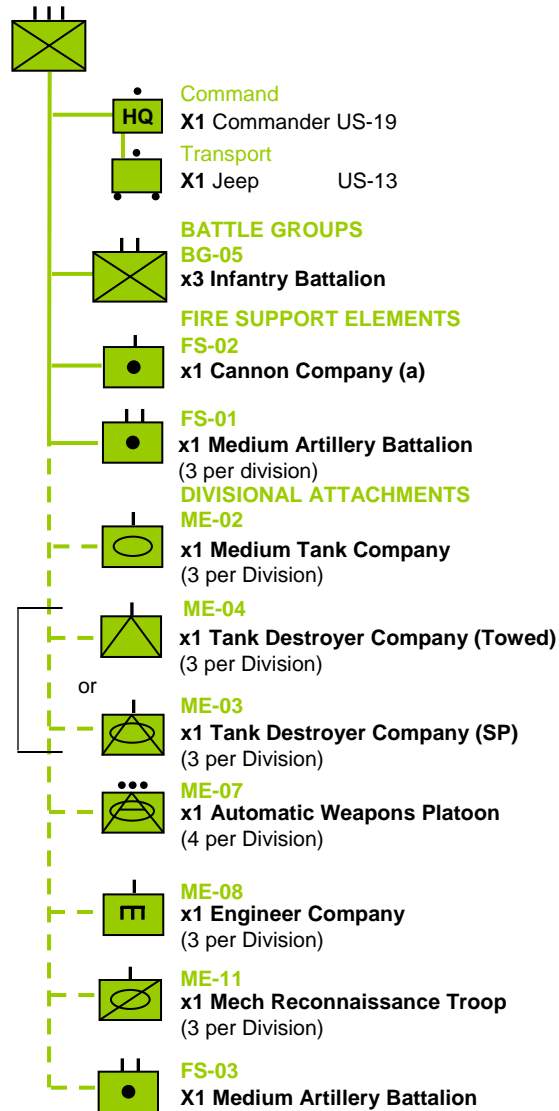 Command
HQ
X1 Commander US-19
Transport
X1 Jeep US-13
BATTLE GROUPS
BG-05
x3 Infantry Battalion
FIRE SUPPORT ELEMENTS
FS-02
x1 Cannon Company (a)
FS-01
x1 Medium Artillery Battalion
(3 per division)
DIVISIONAL ATTACHMENTS
ME-02
x1 Medium Tank Company
(3 per Division)
ME-04
x1 Tank Destroyer Company (Towed)
(3 per Division)
or
ME-03
x1 Tank Destroyer Company (SP)
(3 per Division)
ME-07
x1 Automatic Weapons Platoon
(4 per Division)
ME-08
x1 Engineer Company
(3 per Division)
ME-11
x1 Mech Reconnaissance Troop
(3 per Division)
FS-03
X1 Medium Artillery Battalion